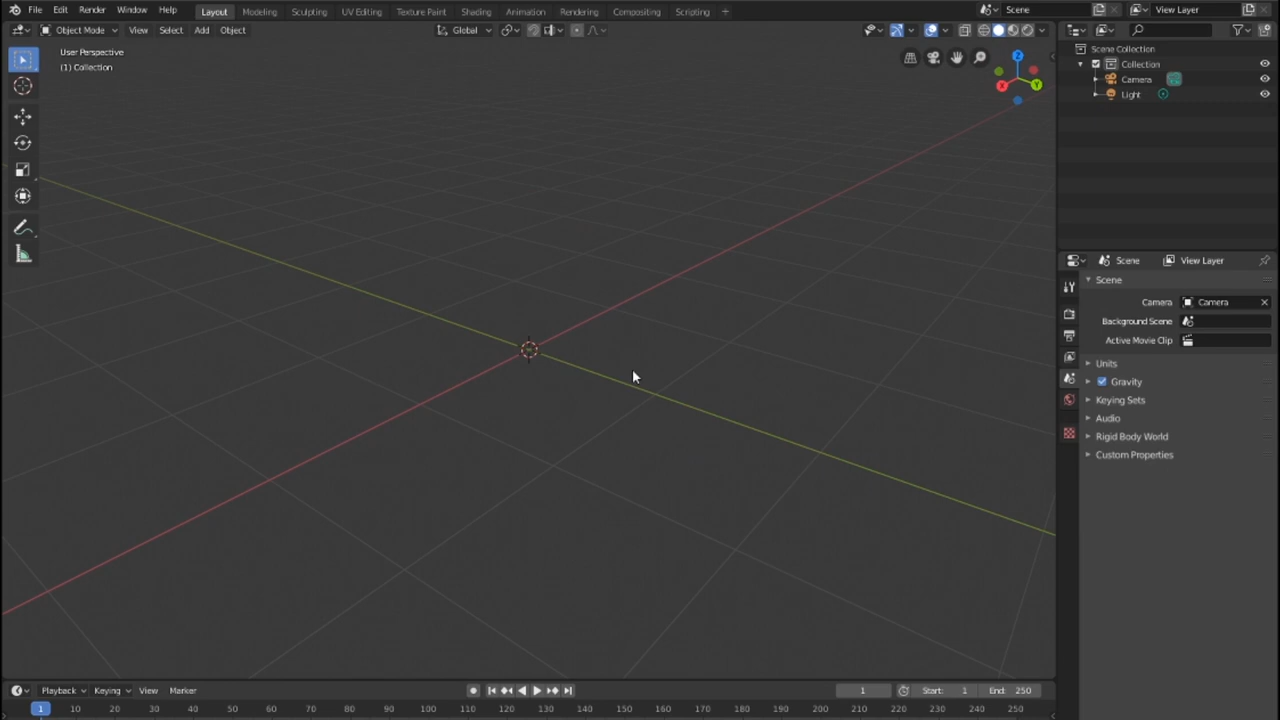 File Edit Render Window Help Layout Modeling Sculpting UV Editing Texture Paint Shading Animation Rendering Compositing Scripting + Scene View Layer
Object Mode View Select Add Object Global
User Perspective
(1) Collection
Z
X
Y
Scene Collection
Collection
Camera
Light
Scene View Layer
Scene
Camera Camera
Background Scene
Active Movie Clip
Units
Gravity
Keying Sets
Audio
Rigid Body World
Custom Properties
Playback Keying View Marker 1 Start: 1 End: 250
1 10 20 30 40 50 60 70 80 90 100 110 120 130 140 150 160 170 180 190 200 210 220 230 240 250